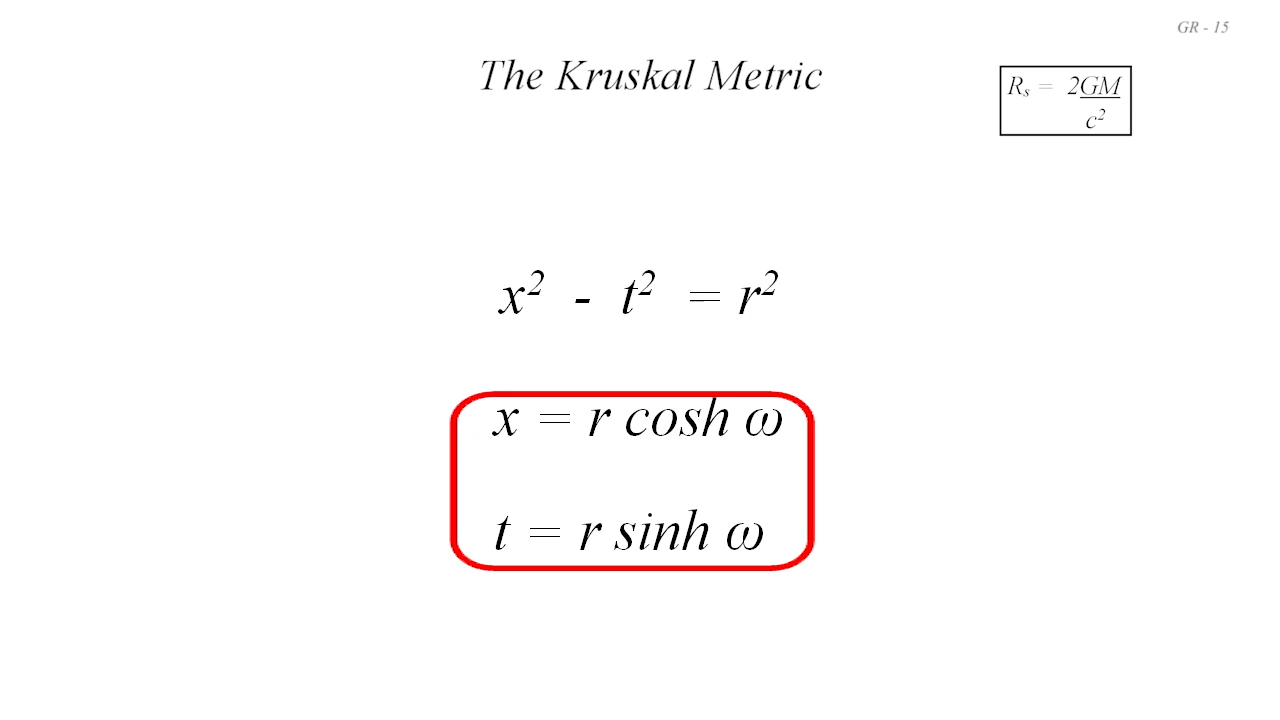 GR - 15
The Kruskal Metric
Rₛ = 2GM
c²
x² - t² = r²
x = r cosh ω
t = r sinh ω